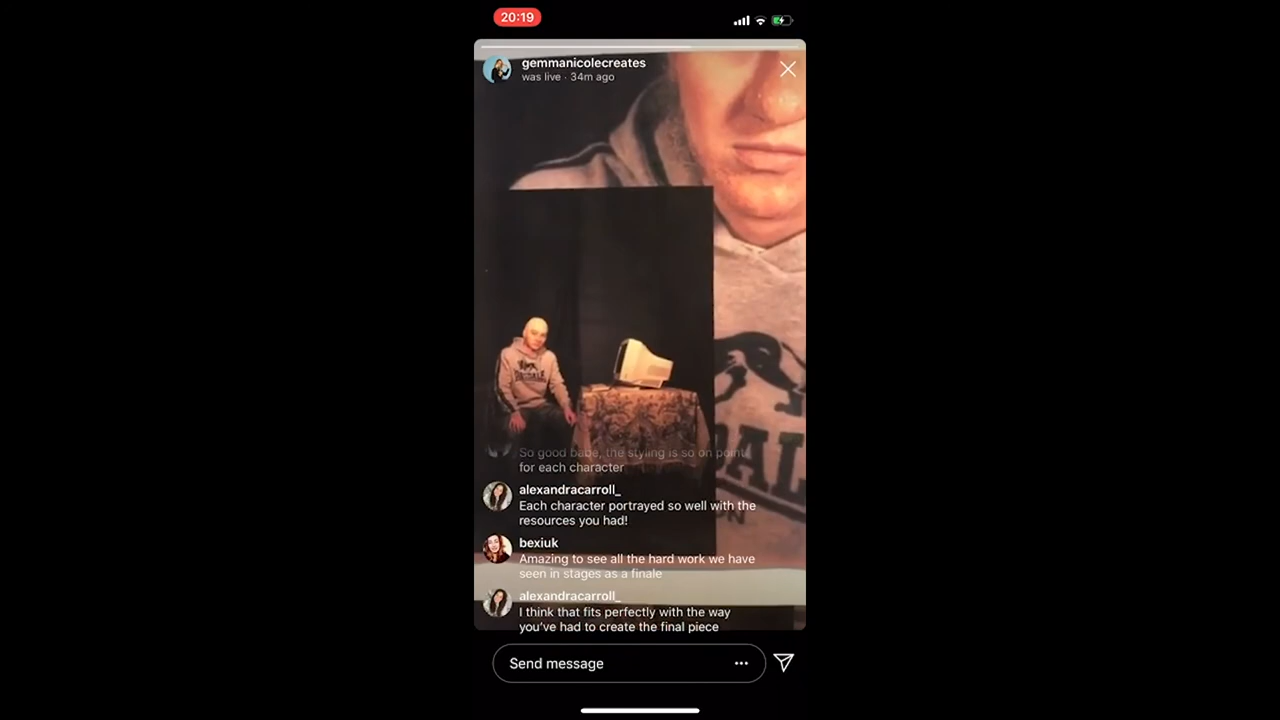 20:19
gemmanicolecreates
was live · 34m ago
So good babe, the styling is so on point
for each character
alexandracarroll_
Each character portrayed so well with the
resources you had!
bexiuk
Amazing to see all the hard work we have
seen in stages as a finale
alexandracarroll_
I think that fits perfectly with the way
you've had to create the final piece
Send message